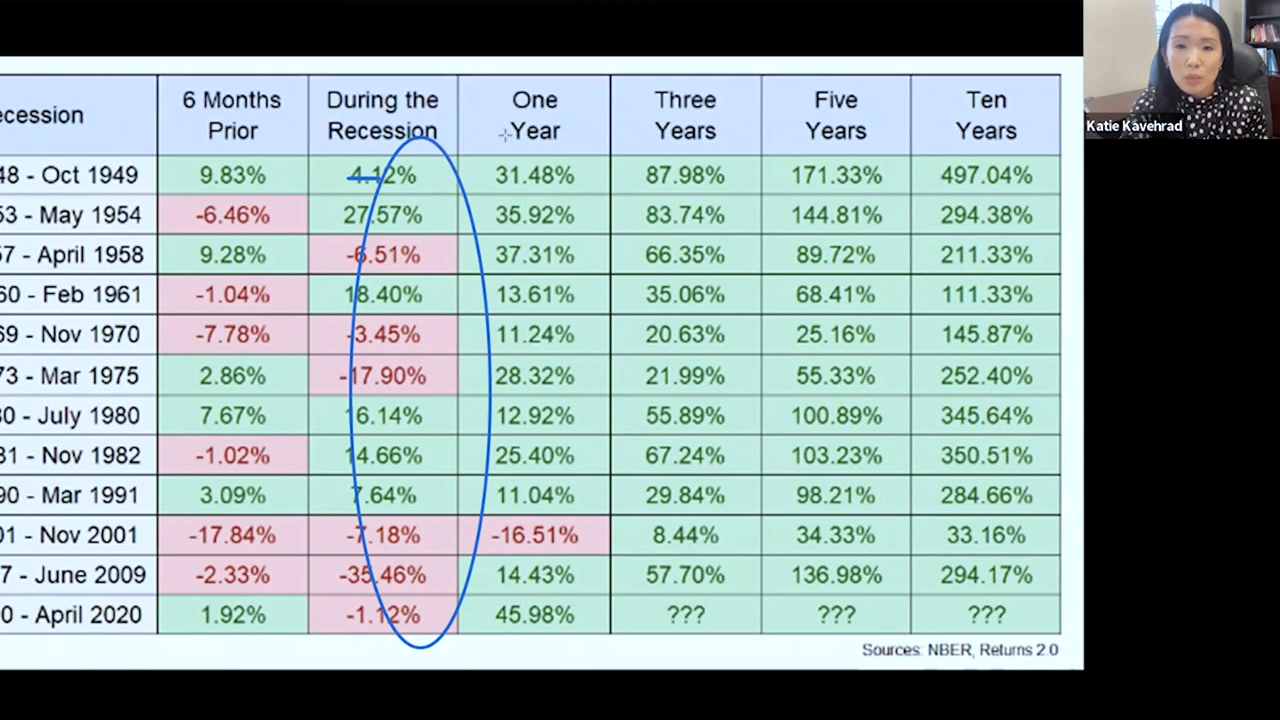 Katie Kavehrad
ecession 6 Months Prior During the Recession One Year Three Years Five Years Ten Years
48 - Oct 1949 9.83% 4.12% 31.48% 87.98% 171.33% 497.04%
53 - May 1954 -6.46% 27.57% 35.92% 83.74% 144.81% 294.38%
57 - April 1958 9.28% -6.51% 37.31% 66.35% 89.72% 211.33%
60 - Feb 1961 -1.04% 18.40% 13.61% 35.06% 68.41% 111.33%
69 - Nov 1970 -7.78% -3.45% 11.24% 20.63% 25.16% 145.87%
73 - Mar 1975 2.86% -17.90% 28.32% 21.99% 55.33% 252.40%
80 - July 1980 7.67% 16.14% 12.92% 55.89% 100.89% 345.64%
81 - Nov 1982 -1.02% 14.66% 25.40% 67.24% 103.23% 350.51%
90 - Mar 1991 3.09% 7.64% 11.04% 29.84% 98.21% 284.66%
01 - Nov 2001 -17.84% -7.18% -16.51% 8.44% 34.33% 33.16%
7 - June 2009 -2.33% -35.46% 14.43% 57.70% 136.98% 294.17%
0 - April 2020 1.92% -1.12% 45.98% ??? ??? ???
Sources: NBER, Returns 2.0